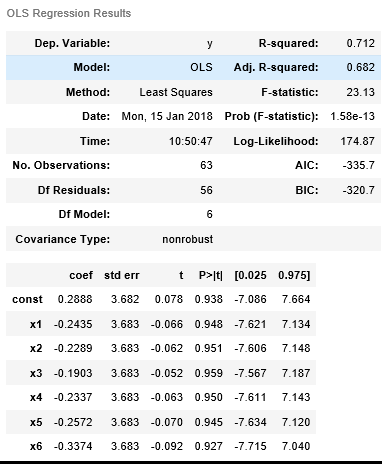 OLS Regression Results
Dep. Variable: y R-squared: 0.712
Model: OLS Adj. R-squared: 0.682
Method: Least Squares F-statistic: 23.13
Date: Mon, 15 Jan 2018 Prob (F-statistic): 1.58e-13
Time: 10:50:47 Log-Likelihood: 174.87
No. Observations: 63 AIC: -335.7
Df Residuals: 56 BIC: -320.7
Df Model: 6
Covariance Type: nonrobust
coef std err t P>|t| [0.025 0.975]
const 0.2888 3.682 0.078 0.938 -7.086 7.664
x1 -0.2435 3.683 -0.066 0.948 -7.621 7.134
x2 -0.2289 3.683 -0.062 0.951 -7.606 7.148
x3 -0.1903 3.683 -0.052 0.959 -7.567 7.187
x4 -0.2337 3.683 -0.063 0.950 -7.611 7.143
x5 -0.2572 3.683 -0.070 0.945 -7.634 7.120
x6 -0.3374 3.683 -0.092 0.927 -7.715 7.040